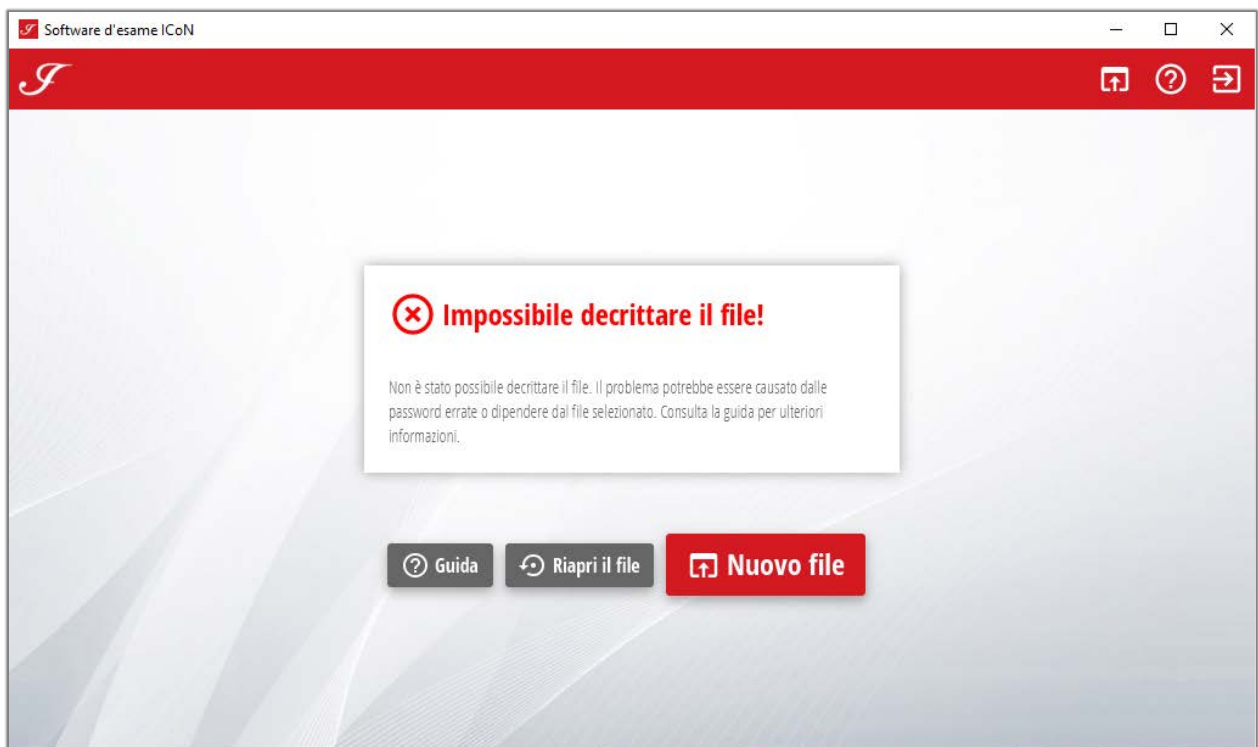 Software d'esame ICoN
Impossibile decrittare il file!
Non è stato possibile decrittare il file. Il problema potrebbe essere causato dalle
password errate o dipendere dal file selezionato. Consulta la guida per ulteriori
informazioni.
Guida
Riapri il file
Nuovo file